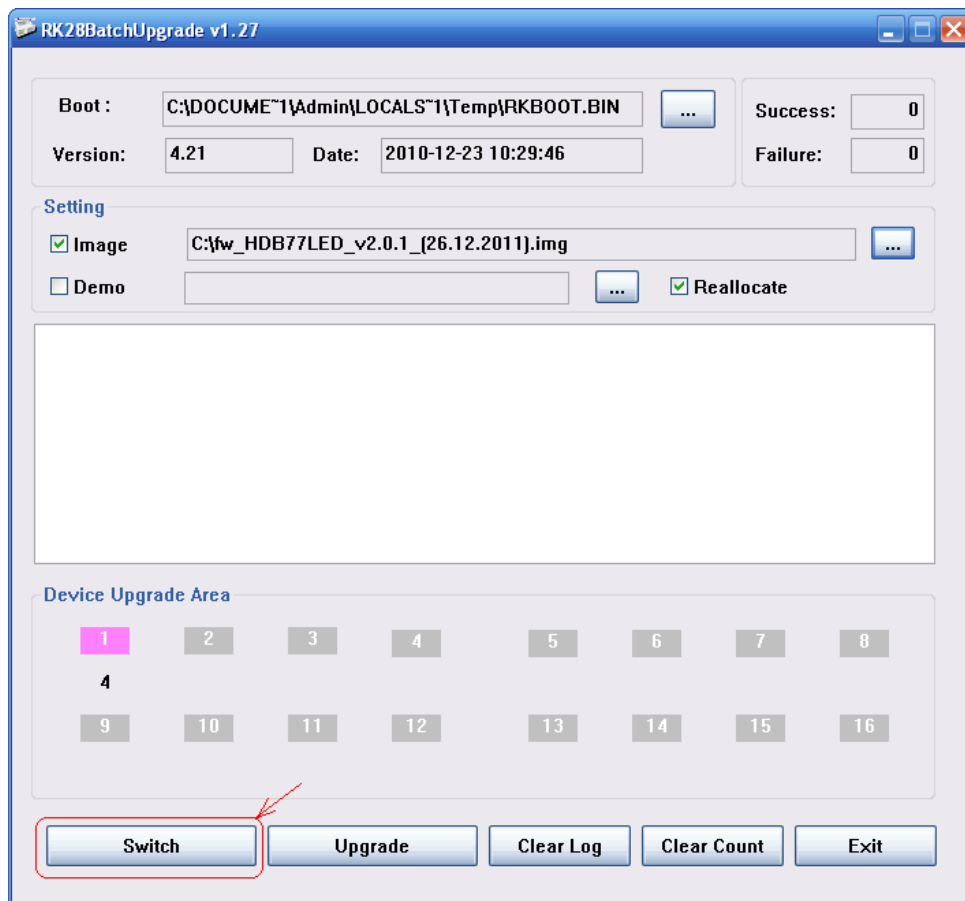 RK28BatchUpgrade v1.27
Boot : C:\DOCUME~1\Admin\LOCALS~1\Temp\RKBOOT.BIN ... Success: 0
Version: 4.21 Date: 2010-12-23 10:29:46 Failure: 0
Setting
Image C:\fw_HDB77LED_v2.0.1_(26.12.2011).img ...
Demo ... Reallocate
Device Upgrade Area
1 2 3 4 5 6 7 8
4
9 10 11 12 13 14 15 16
Switch Upgrade Clear Log Clear Count Exit